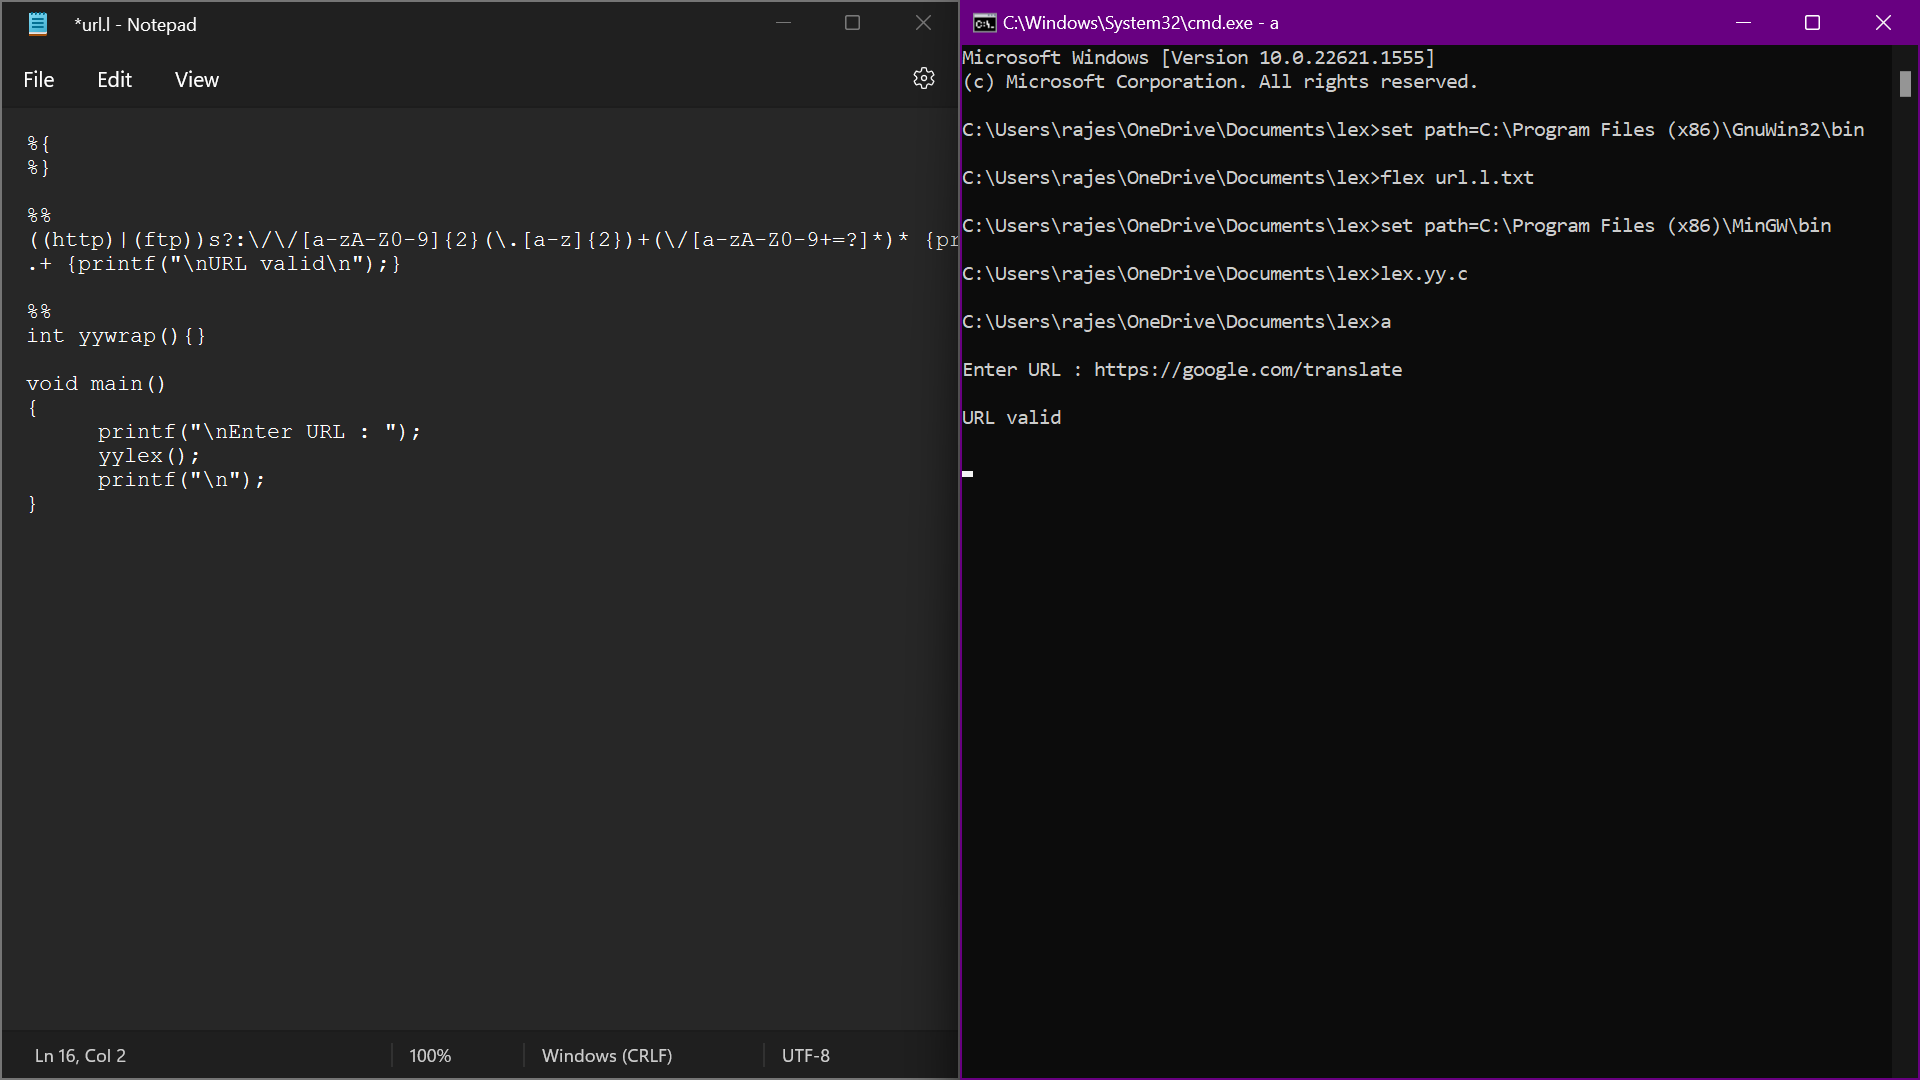 *url.l - Notepad
File Edit View
%{
%}
%%
((http)|(ftp))s?:\/\/[a-zA-Z0-9]{2}(\.[a-z]{2})+(\/[a-zA-Z0-9+=?]*)* {pr
.+ {printf("\nURL valid\n");}
%%
int yywrap(){}
void main()
{
printf("\nEnter URL : ");
yylex();
printf("\n");
}
Ln 16, Col 2 100% Windows (CRLF) UTF-8
C:\Windows\System32\cmd.exe - a
Microsoft Windows [Version 10.0.22621.1555]
(c) Microsoft Corporation. All rights reserved.
C:\Users\rajes\OneDrive\Documents\lex>set path=C:\Program Files (x86)\GnuWin32\bin
C:\Users\rajes\OneDrive\Documents\lex>flex url.l.txt
C:\Users\rajes\OneDrive\Documents\lex>set path=C:\Program Files (x86)\MinGW\bin
C:\Users\rajes\OneDrive\Documents\lex>lex.yy.c
C:\Users\rajes\OneDrive\Documents\lex>a
Enter URL : https://google.com/translate
URL valid